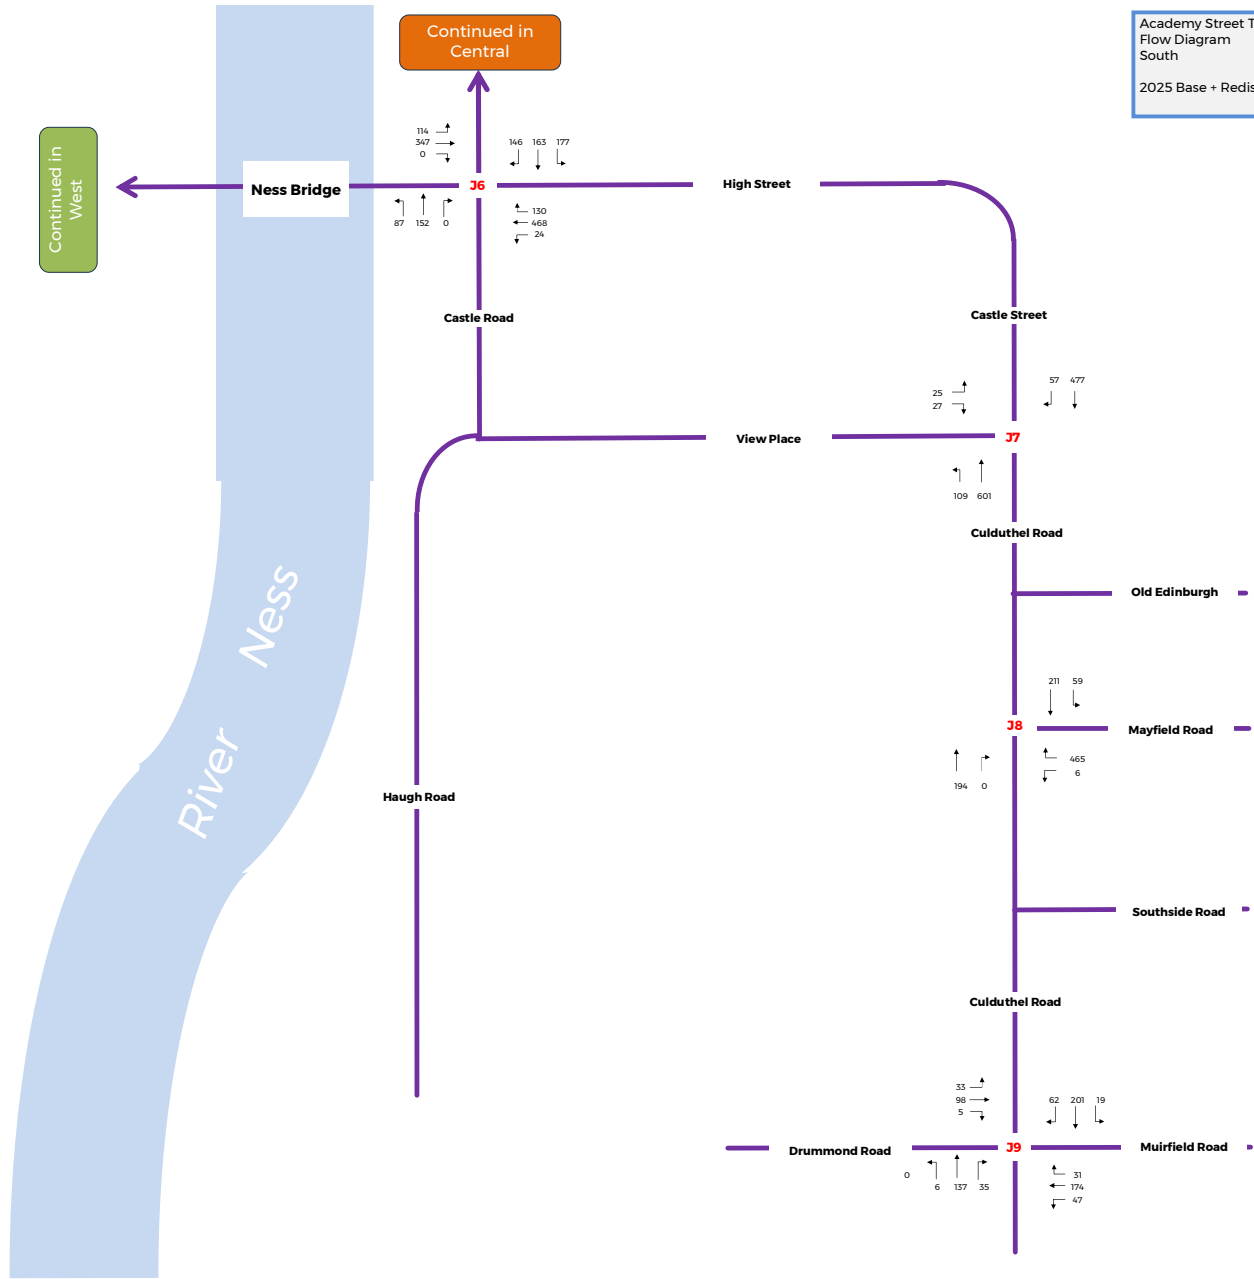 Continued in
Central
Academy Street T
Flow Diagram
South
2025 Base + Redis
Continued in
West
114
347
0
146 163 177
Ness Bridge
J6
High Street
87 152 0
130
468
24
Castle Road
Castle Street
25
27
57 477
View Place
J7
109 601
Culduthel Road
Ness
Old Edinburgh
211 59
J8
Mayfield Road
River
194 0
465
6
Haugh Road
Southside Road
Culduthel Road
33
98
5
62 201 19
Drummond Road
J9
Muirfield Road
0
6 137 35
31
174
47